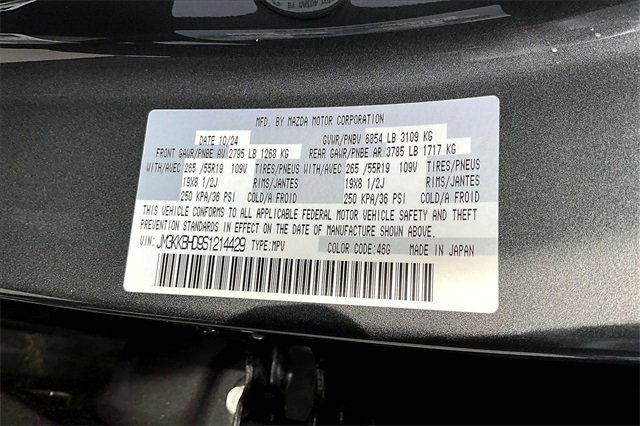 MFD. BY MAZDA MOTOR CORPORATION
DATE 10/24 GVWR/PNBV 6854 LB 3109 KG
FRONT GAWR/PNBE AV 2795 LB 1268 KG REAR GAWR/PNBE AR 3785 LB 1717 KG
WITH/AVEC 265 /55R19 109V TIRES/PNEUS WITH/AVEC 265 /55R19 109V TIRES/PNEUS
19X8 1/2J RIMS/JANTES 19X8 1/2J RIMS/JANTES
250 KPA/36 PSI COLD/A FROID 250 KPA/36 PSI COLD/A FROID
THIS VEHICLE CONFORMS TO ALL APPLICABLE FEDERAL MOTOR VEHICLE SAFETY AND THEFT
PREVENTION STANDARDS IN EFFECT ON THE DATE OF MANUFACTURE SHOWN ABOVE.
VIN: JM3KKBHD9S1214429 TYPE:MPV COLOR CODE:46G MADE IN JAPAN